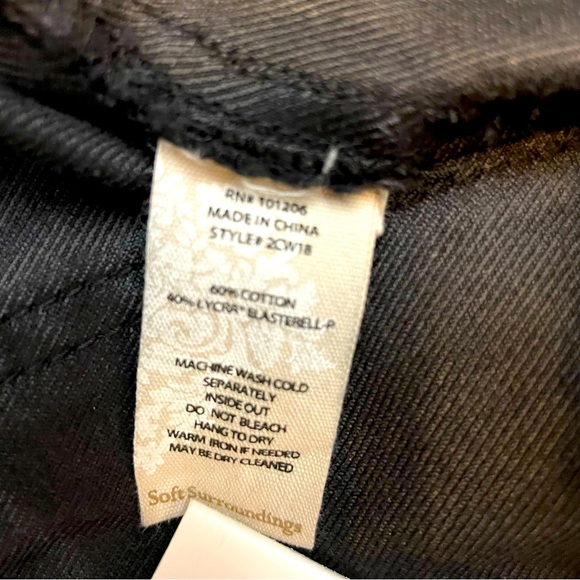 RN# 101206
MADE IN CHINA
STYLE# 2CW18
60% COTTON
40% LYCRA® ELASTERELL-P
MACHINE WASH COLD
SEPARATELY
INSIDE OUT
DO NOT BLEACH
HANG TO DRY
WARM IRON IF NEEDED
MAY BE DRY CLEANED
Soft Surroundings